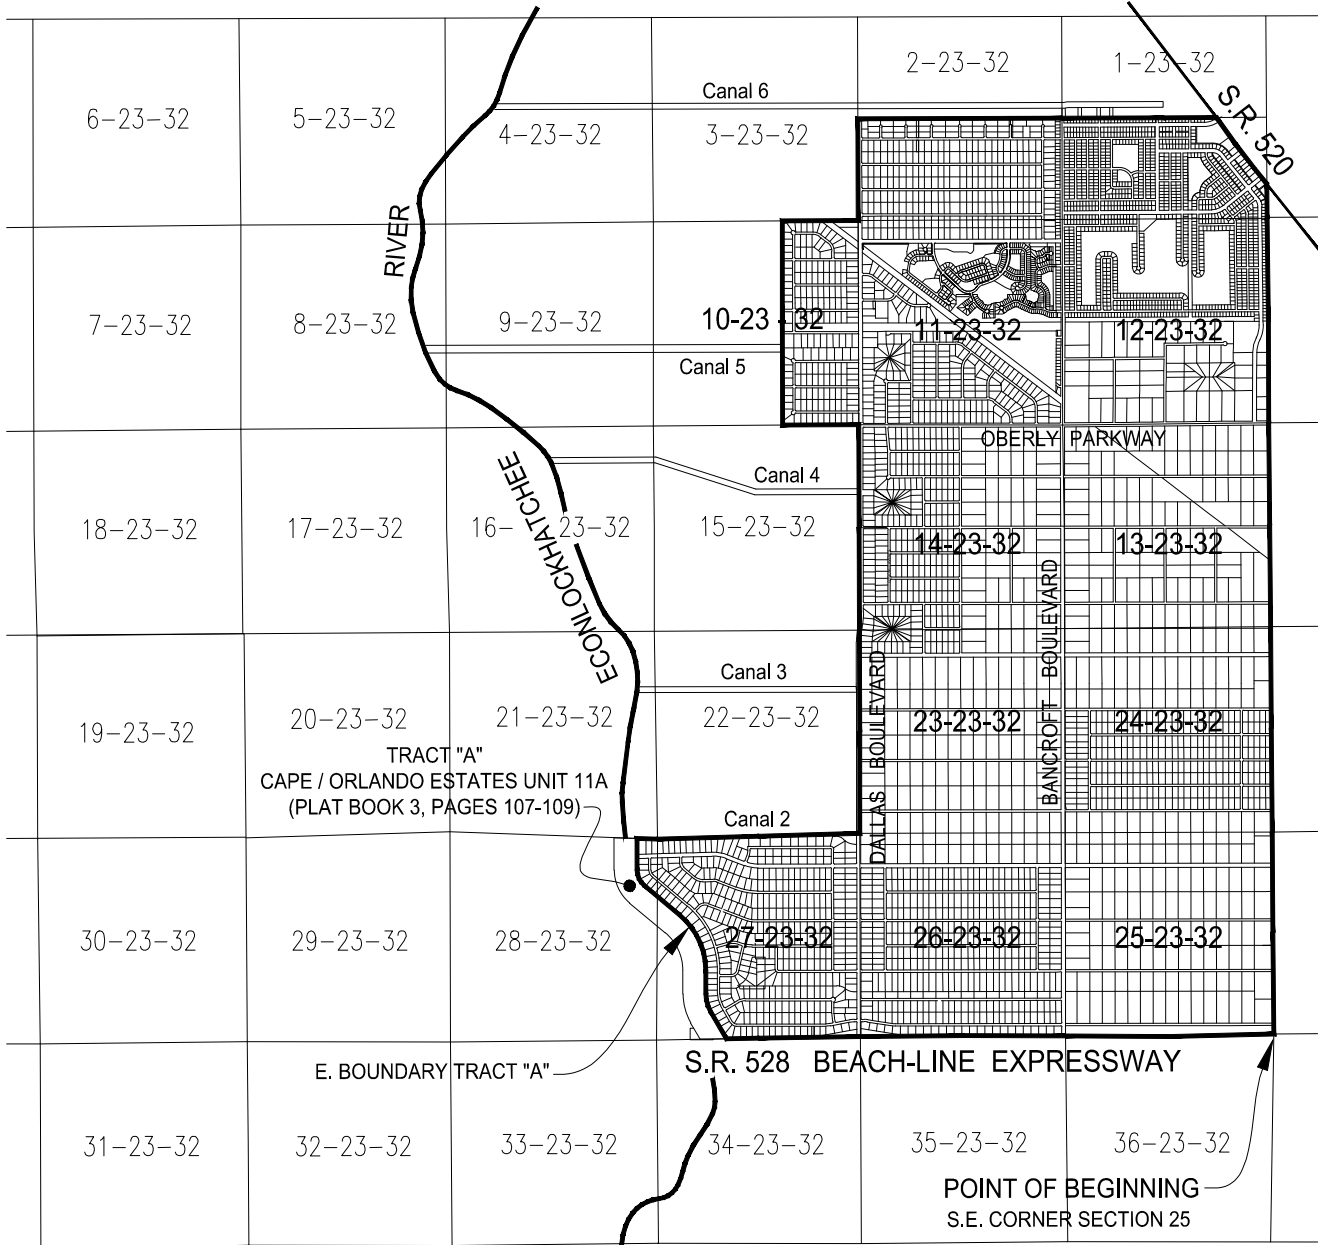 2-23-32
1-23-32
S.R. 520
Canal 6
6-23-32
5-23-32
4-23-32
3-23-32
RIVER
7-23-32
8-23-32
9-23-32
10-23-32
11-23-32
12-23-32
Canal 5
OBERLY PARKWAY
ECONLOCKHATCHEE
Canal 4
18-23-32
17-23-32
16-23-32
15-23-32
14-23-32
13-23-32
DALLAS BOULEVARD
BANCROFT BOULEVARD
Canal 3
19-23-32
20-23-32
21-23-32
22-23-32
23-23-32
24-23-32
TRACT "A"
CAPE / ORLANDO ESTATES UNIT 11A
(PLAT BOOK 3, PAGES 107-109)
Canal 2
30-23-32
29-23-32
28-23-32
27-23-32
26-23-32
25-23-32
E. BOUNDARY TRACT "A"
S.R. 528 BEACH-LINE EXPRESSWAY
31-23-32
32-23-32
33-23-32
34-23-32
35-23-32
36-23-32
POINT OF BEGINNING
S.E. CORNER SECTION 25